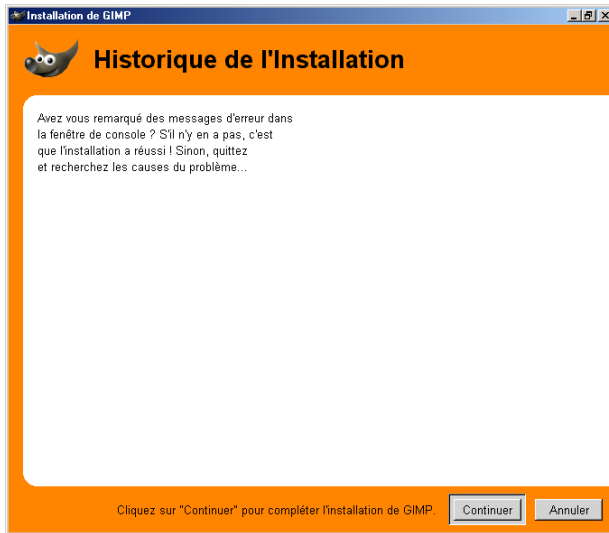 Installation de GIMP
Historique de l'Installation
Avez vous remarqué des messages d'erreur dans
la fenêtre de console ? S'il n'y en a pas, c'est
que l'installation a réussi ! Sinon, quittez
et recherchez les causes du problème...
Cliquez sur "Continuer" pour compléter l'installation de GIMP.
Continuer
Annuler